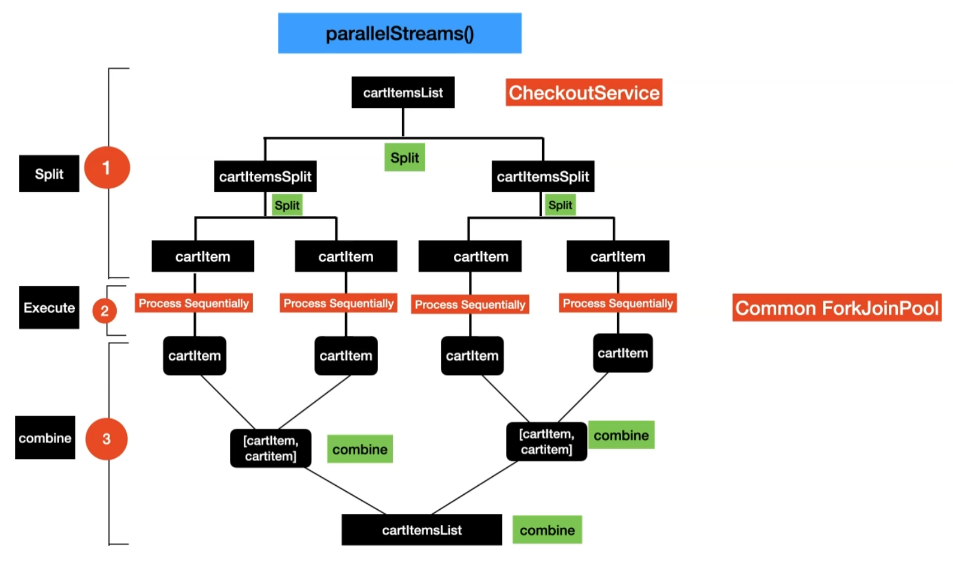 parallelStreams()
cartItemsList
CheckoutService
Split
1
Split
cartItemsSplit
cartItemsSplit
Split
Split
cartItem
cartItem
cartItem
cartItem
Execute
2
Process Sequentially
Process Sequentially
Process Sequentially
Process Sequentially
Common ForkJoinPool
cartItem
cartItem
cartItem
cartItem
combine
3
[cartItem,
cartitem]
combine
[cartItem,
cartitem]
combine
cartItemsList
combine